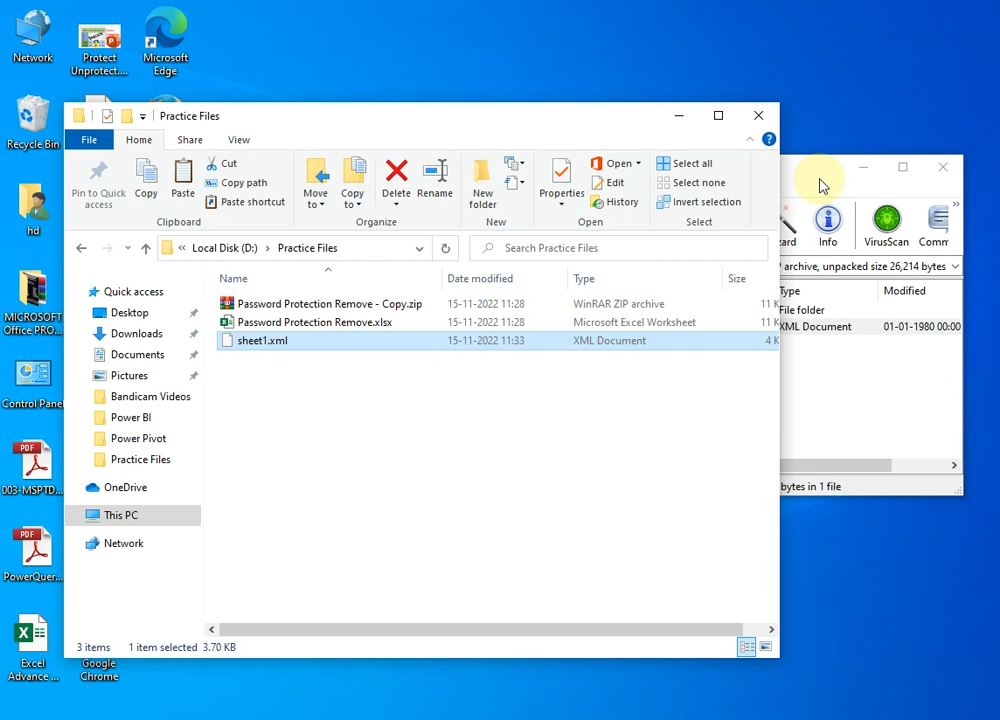 Network
Protect
Unprotect....
Microsoft
Edge
Recycle Bin
hd
MICROSOFT
Office PRO...
Control Panel
003-MSPTD...
PowerQuer...
Excel
Advance ...
Google
Chrome
Practice Files
File
Home
Share
View
Pin to Quick
access
Copy
Paste
Cut
Copy path
Paste shortcut
Clipboard
Move
to
Copy
to
Delete
Rename
Organize
New
folder
New
Properties
Open
Edit
History
Open
Select all
Select none
Invert selection
Select
Local Disk (D:)
Practice Files
Search Practice Files
Name
Date modified
Type
Size
Password Protection Remove - Copy.zip
15-11-2022 11:28
WinRAR ZIP archive
11 K
Password Protection Remove.xlsx
15-11-2022 11:28
Microsoft Excel Worksheet
11 K
sheet1.xml
15-11-2022 11:33
XML Document
4 K
Quick access
Desktop
Downloads
Documents
Pictures
Bandicam Videos
Power BI
Power Pivot
Practice Files
OneDrive
This PC
Network
3 items
1 item selected 3.70 KB
zard
Info
VirusScan
Comm
archive, unpacked size 26,214 bytes
Type
Modified
File folder
XML Document
01-01-1980 00:00
bytes in 1 file